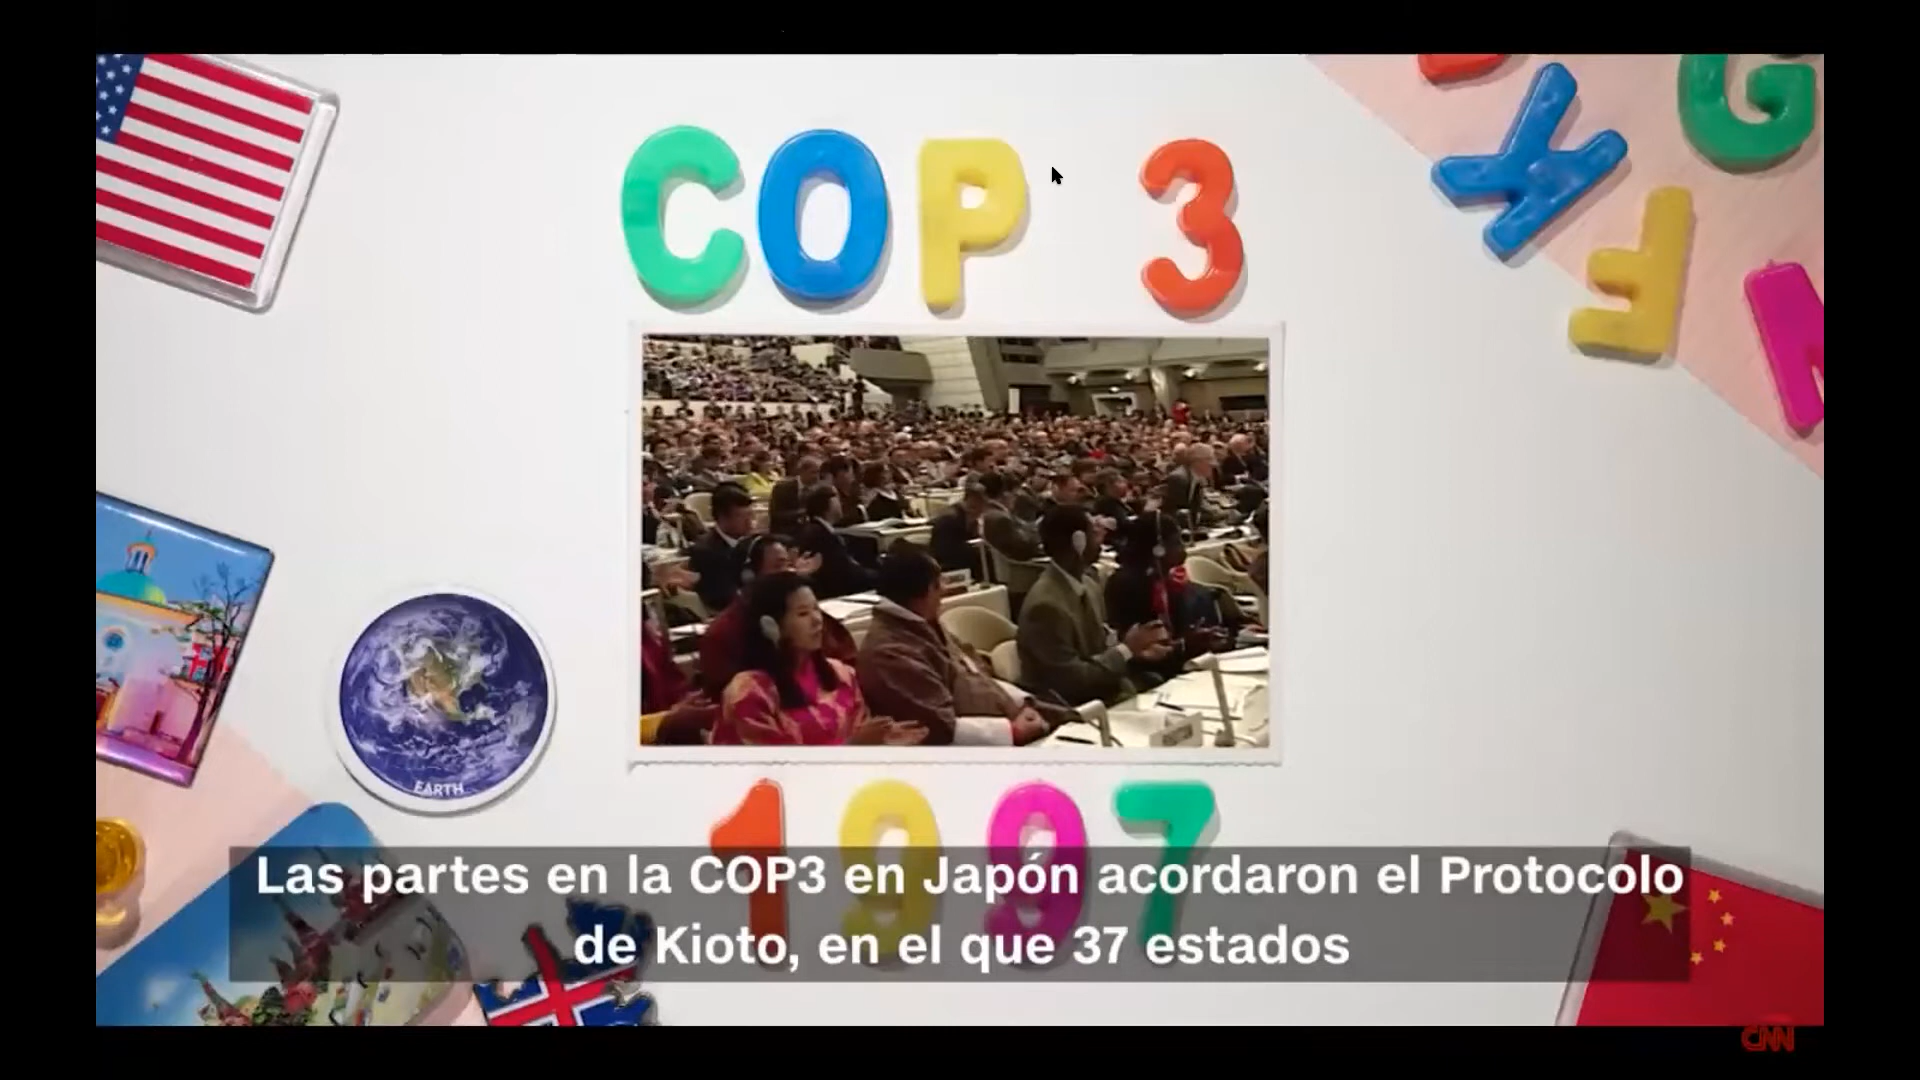 COP 3
G
K
F
EARTH
1997
Las partes en la COP3 en Japón acordaron el Protocolo
de Kioto, en el que 37 estados
CNN